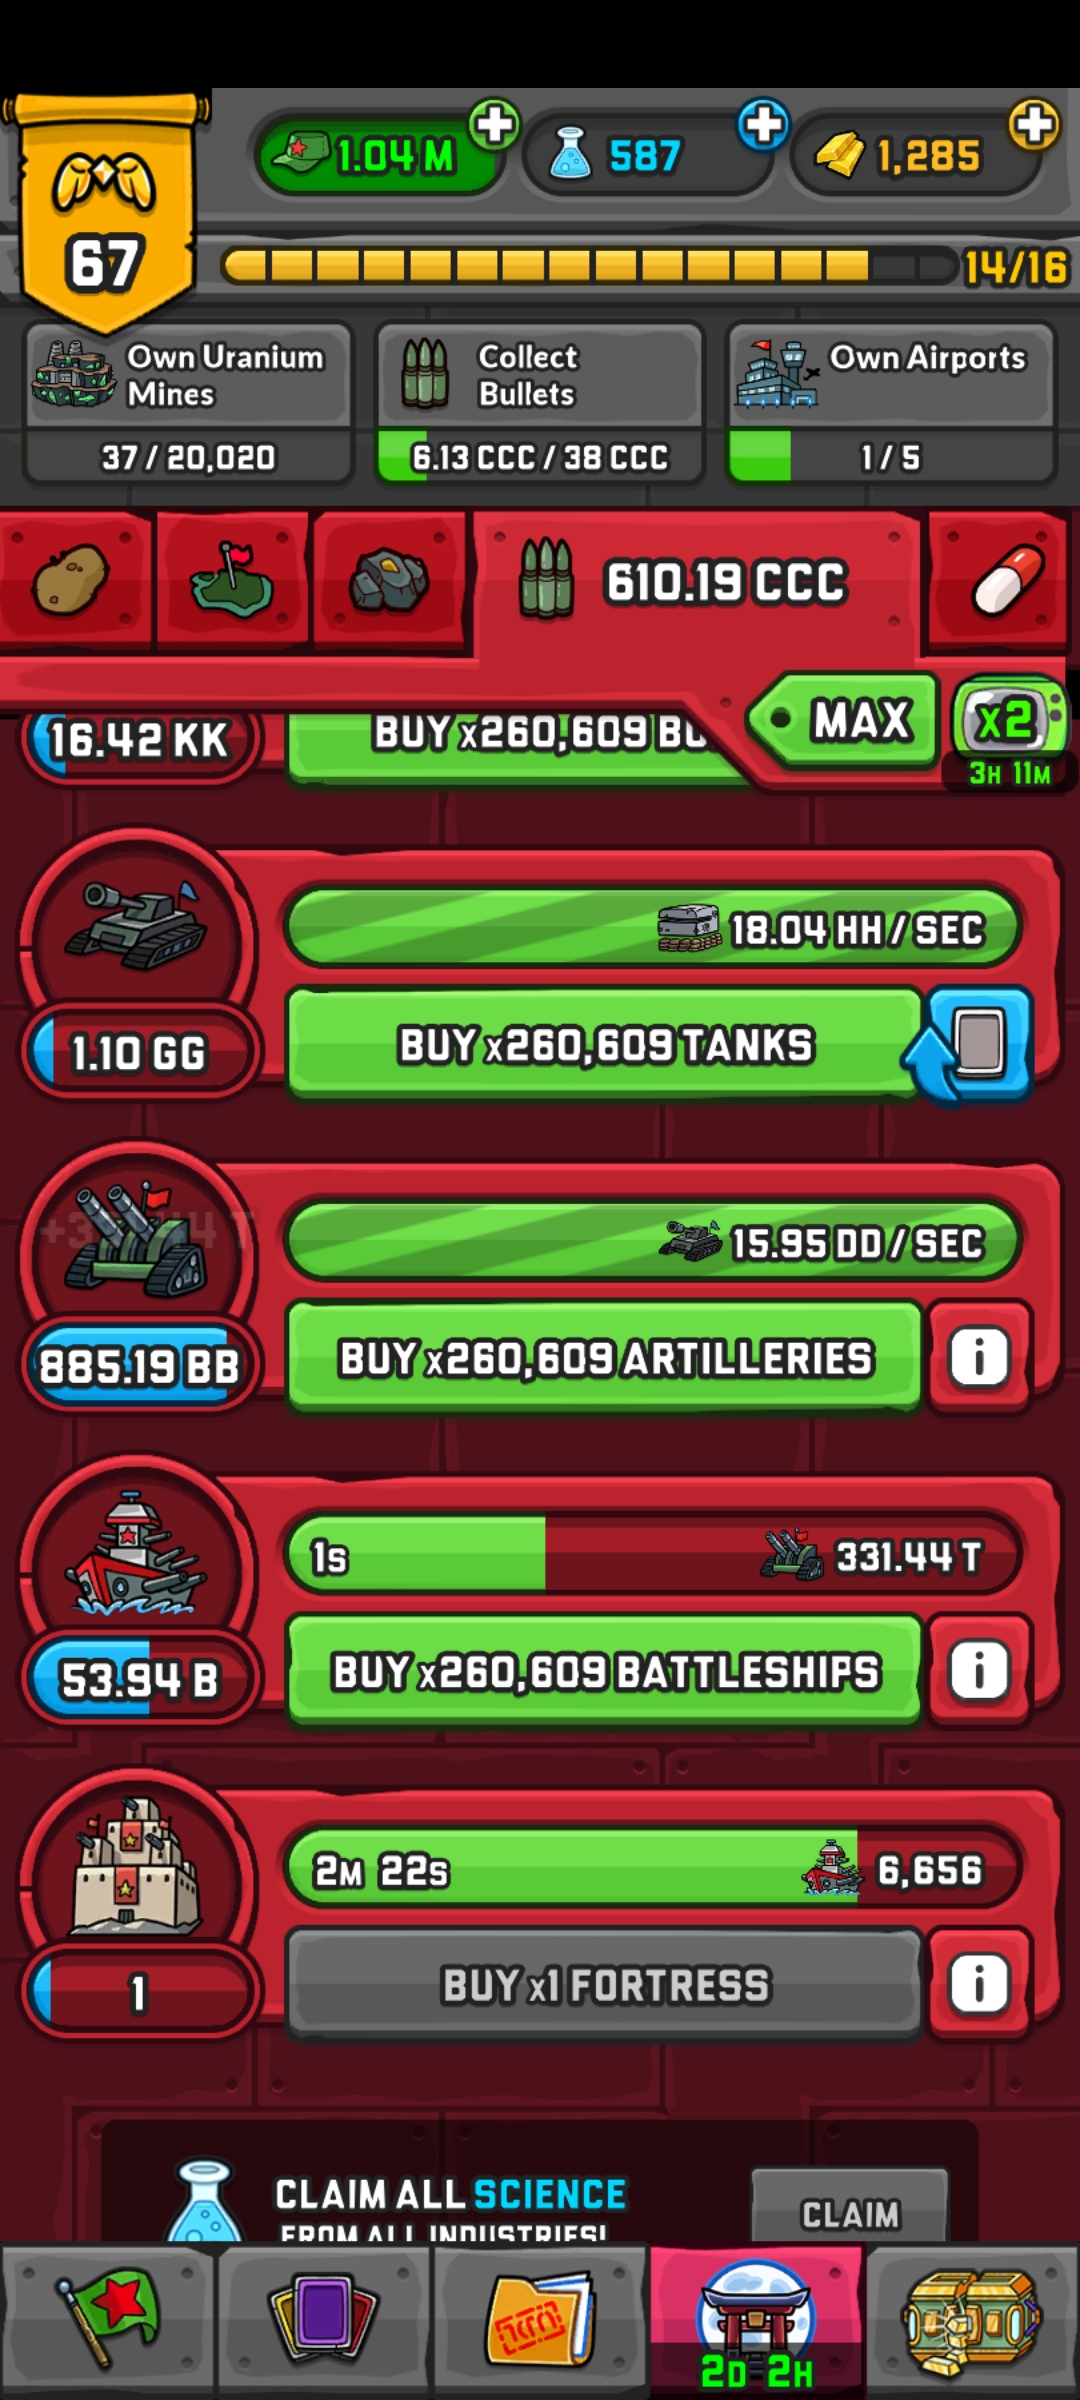 1.04 M
587
1,285
67
14/16
Own Uranium
Mines
37 / 20,020
Collect
Bullets
6.13 CCC / 38 CCC
Own Airports
1 / 5
610.19 CCC
MAX
x2
3H 11M
16.42 KK
BUY x260,609 BU
18.04 HH / SEC
1.10 GG
BUY x260,609 TANKS
15.95 DD / SEC
885.19 BB
BUY x260,609 ARTILLERIES
i
1S
331.44 T
53.94 B
BUY x260,609 BATTLESHIPS
i
2M 22S
6,656
1
BUY x1 FORTRESS
i
CLAIM ALL SCIENCE
FROM ALL INDUSTRIES!
CLAIM
2D 2H